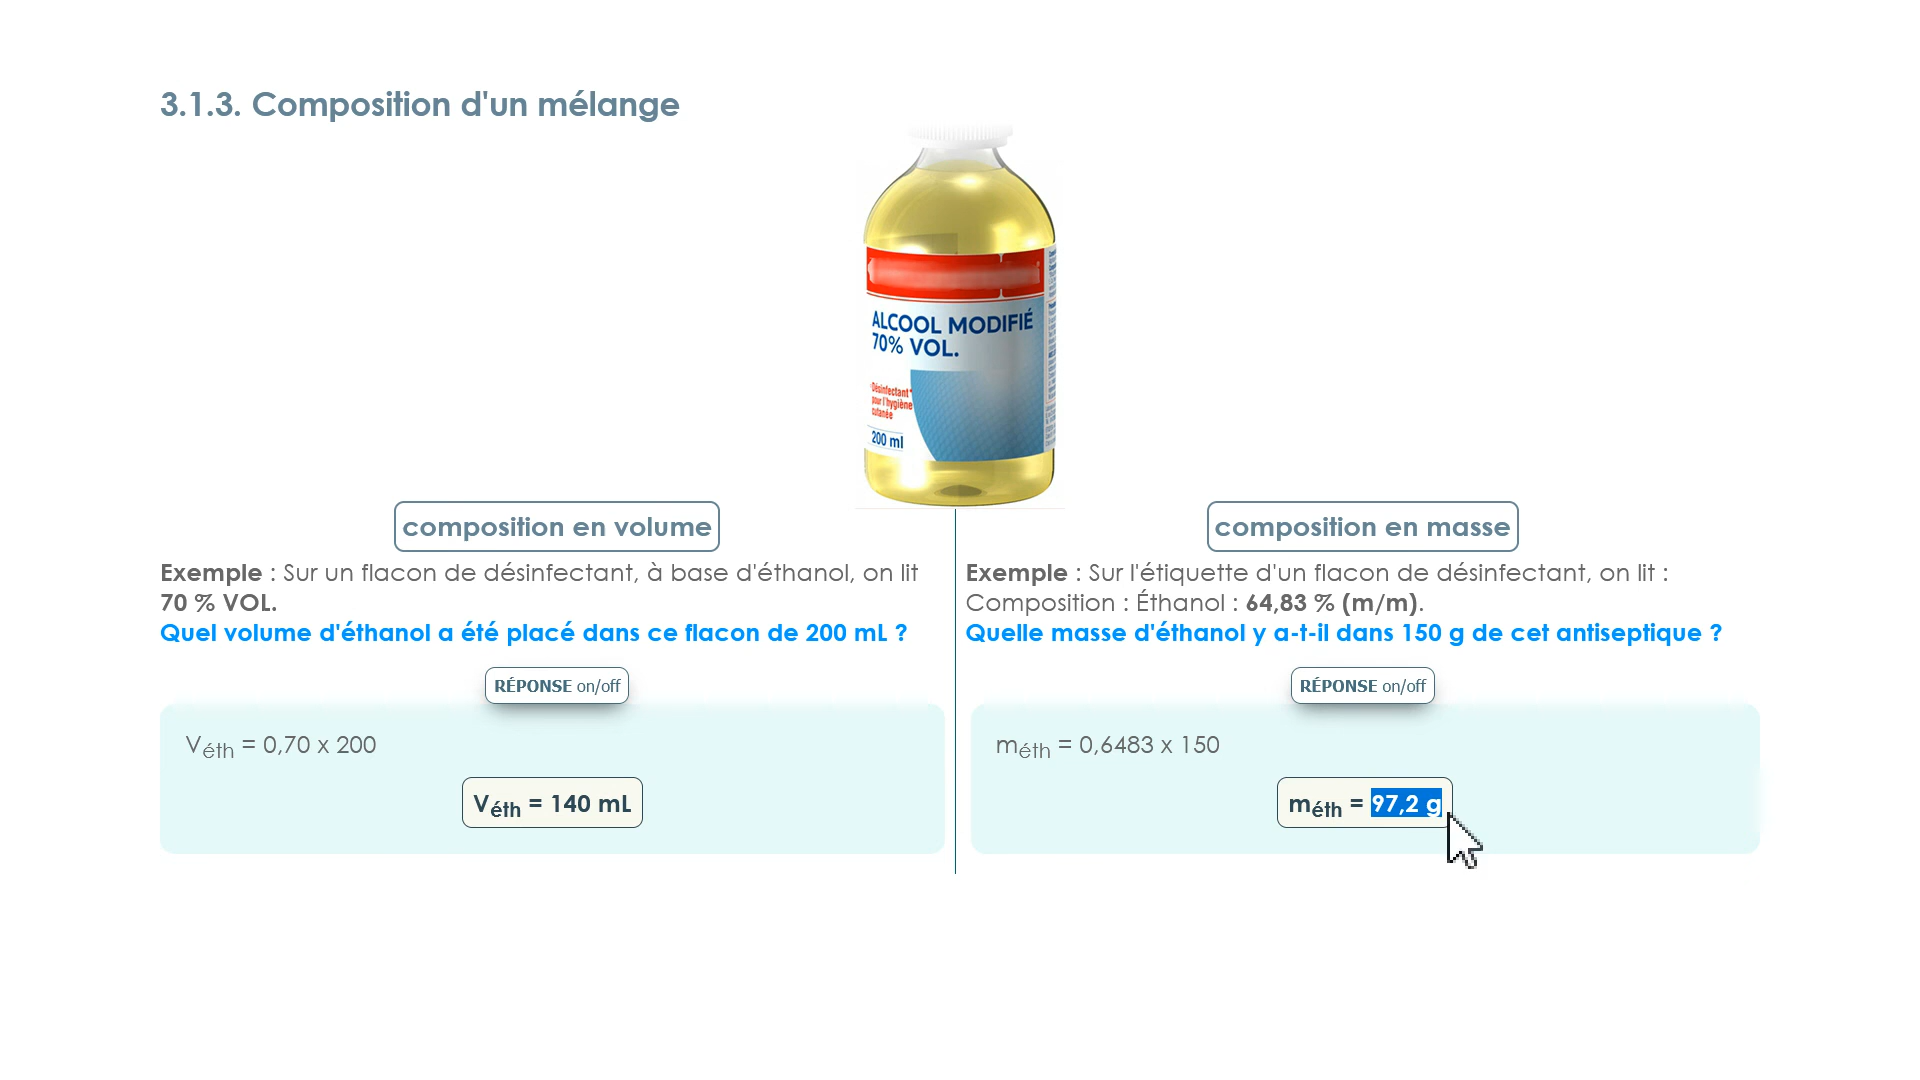 3.1.3. Composition d'un mélange
ALCOOL MODIFIÉ
70% VOL.
Désinfectant*
pour l'hygiène
cutanée
200 ml
composition en volume
Exemple : Sur un flacon de désinfectant, à base d'éthanol, on lit
70 % VOL.
Quel volume d'éthanol a été placé dans ce flacon de 200 mL ?
RÉPONSE on/off
Véth = 0,70 x 200
Véth = 140 mL
composition en masse
Exemple : Sur l'étiquette d'un flacon de désinfectant, on lit :
Composition : Éthanol : 64,83 % (m/m).
Quelle masse d'éthanol y a-t-il dans 150 g de cet antiseptique ?
RÉPONSE on/off
méth = 0,6483 x 150
méth = 97,2 g